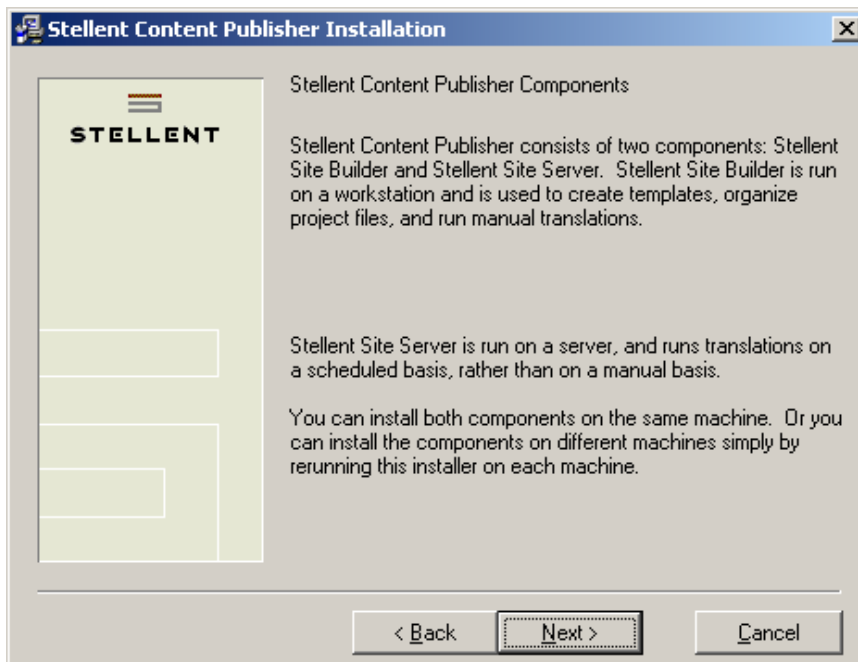 Stellent Content Publisher Installation
STELLENT
Stellent Content Publisher Components
Stellent Content Publisher consists of two components: Stellent
Site Builder and Stellent Site Server.  Stellent Site Builder is run
on a workstation and is used to create templates, organize
project files, and run manual translations.
Stellent Site Server is run on a server, and runs translations on
a scheduled basis, rather than on a manual basis.
You can install both components on the same machine.  Or you
can install the components on different machines simply by
rerunning this installer on each machine.
< Back
Next >
Cancel